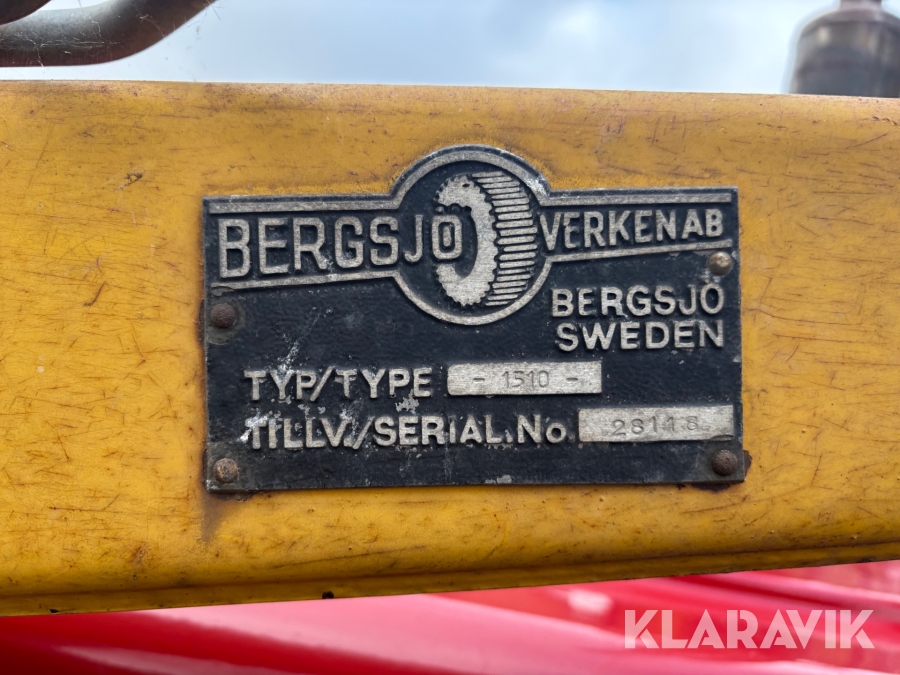 BERGSJÖ VERKEN AB
BERGSJÖ
SWEDEN
TYP/TYPE - 1510 -
TILLV./SERIAL.No. 28118
KLARAVIK